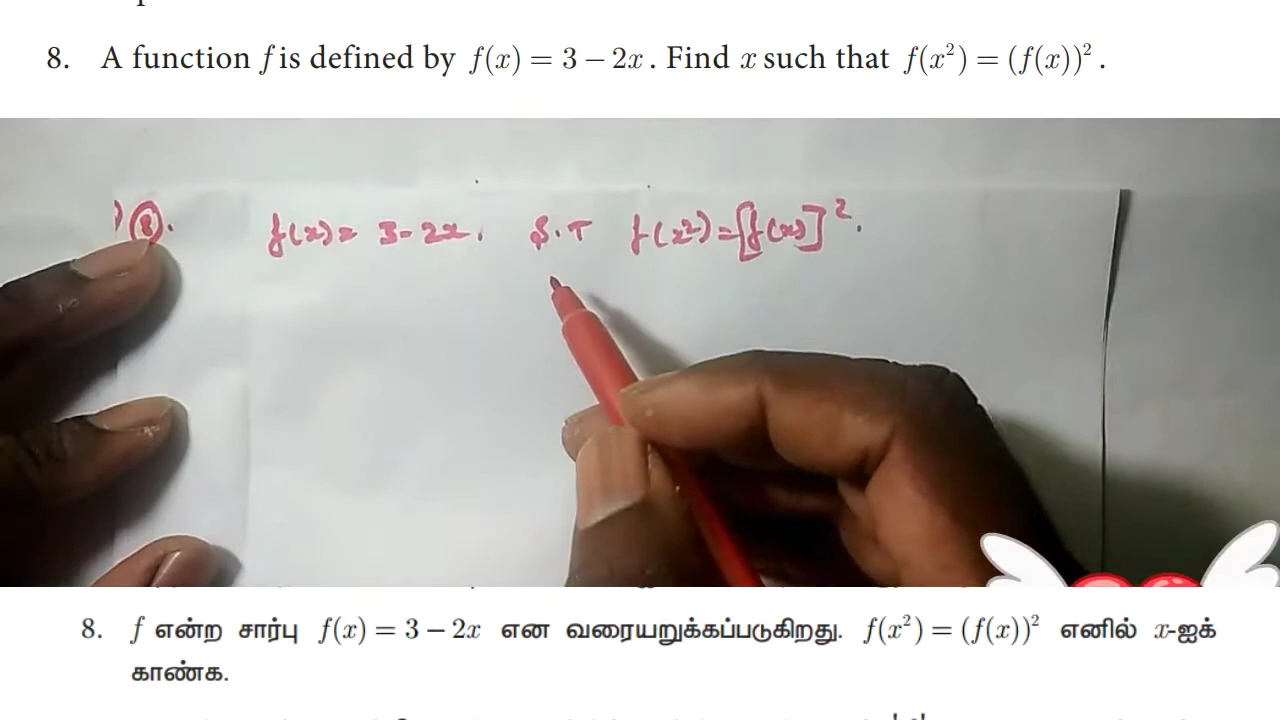 8. A function f is defined by f(x) = 3 – 2x. Find x such that f(x²) = (f(x))².
8. f(x) = 3-2x. S.T f(x²) = [f(x)]².
8. f என்ற சார்பு f(x) = 3 – 2x என வரையறுக்கப்படுகிறது. f(x²) = (f(x))² எனில் x-ஐக்
காண்க.